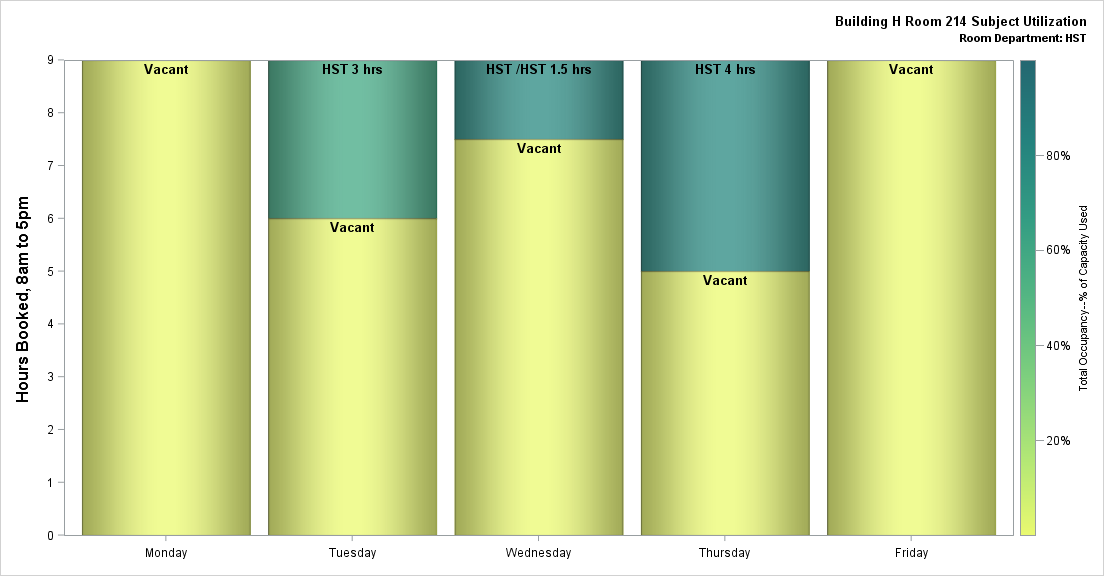 Building H Room 214 Subject Utilization
Room Department: HST
Hours Booked, 8am to 5pm
9
8
7
6
5
4
3
2
1
0
Vacant
HST 3 hrs
Vacant
HST /HST 1.5 hrs
Vacant
HST 4 hrs
Vacant
Vacant
Monday
Tuesday
Wednesday
Thursday
Friday
80%
60%
40%
20%
Total Occupancy--% of Capacity Used